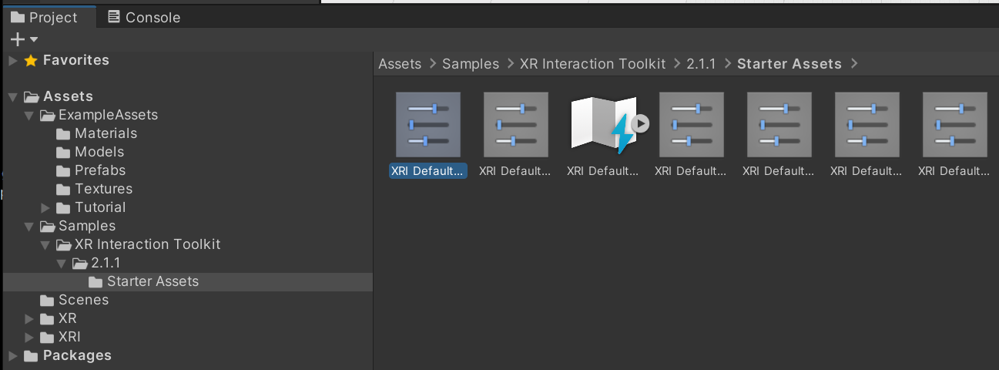 Project Console
Favorites
Assets
ExampleAssets
Materials
Models
Prefabs
Textures
Tutorial
Samples
XR Interaction Toolkit
2.1.1
Starter Assets
Scenes
XR
XRI
Packages
Assets > Samples > XR Interaction Toolkit > 2.1.1 > Starter Assets >
XRI Default... XRI Default... XRI Default... XRI Default... XRI Default... XRI Default... XRI Default...